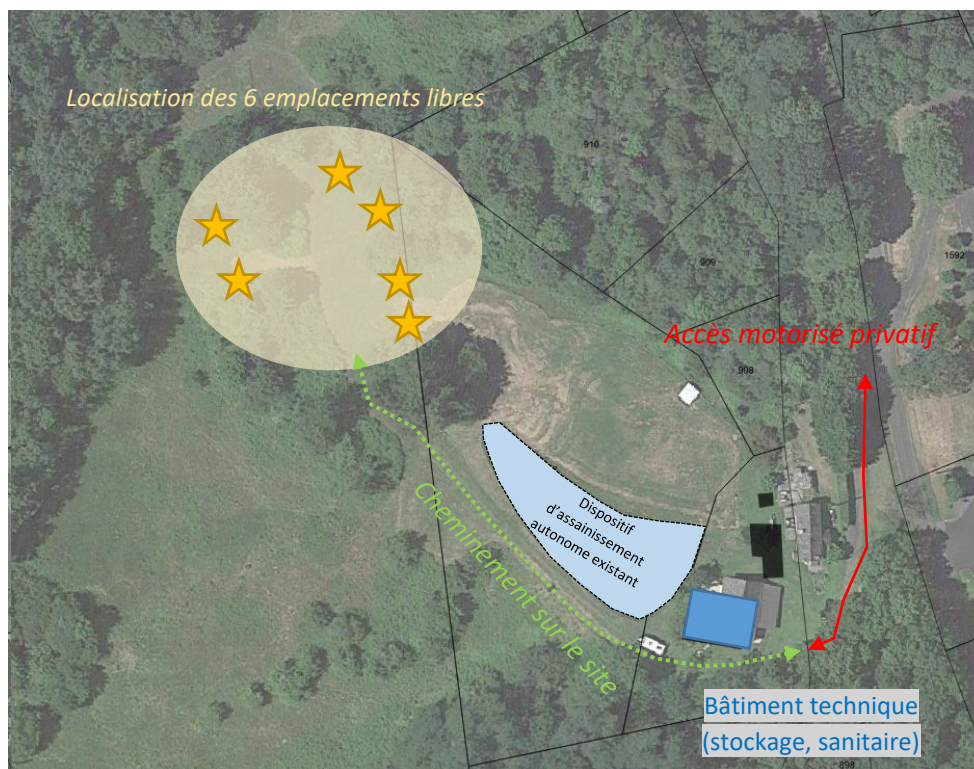 Localisation des 6 emplacements libres
910
909
1592
Accès motorisé privatif
908
Dispositif
d'assainissement
autonome existant
Cheminement sur le site
Bâtiment technique
(stockage, sanitaire)
898